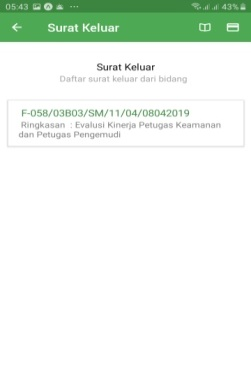 05:43 ... 43%
Surat Keluar
Surat Keluar
Daftar surat keluar dari bidang
F-058/03B03/SM/11/04/08042019
Ringkasan : Evalusi Kinerja Petugas Keamanan
dan Petugas Pengemudi